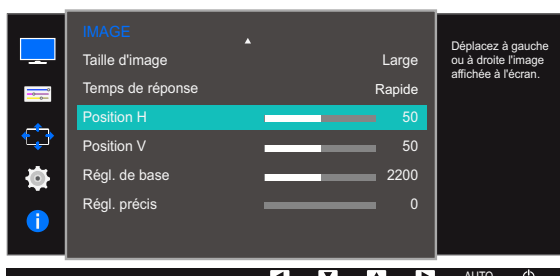 IMAGE
Taille d'image Large
Temps de réponse Rapide
Position H 50
Position V 50
Régl. de base 2200
Régl. précis 0
Déplacez à gauche
ou à droite l'image
affichée à l'écran.
AUTO